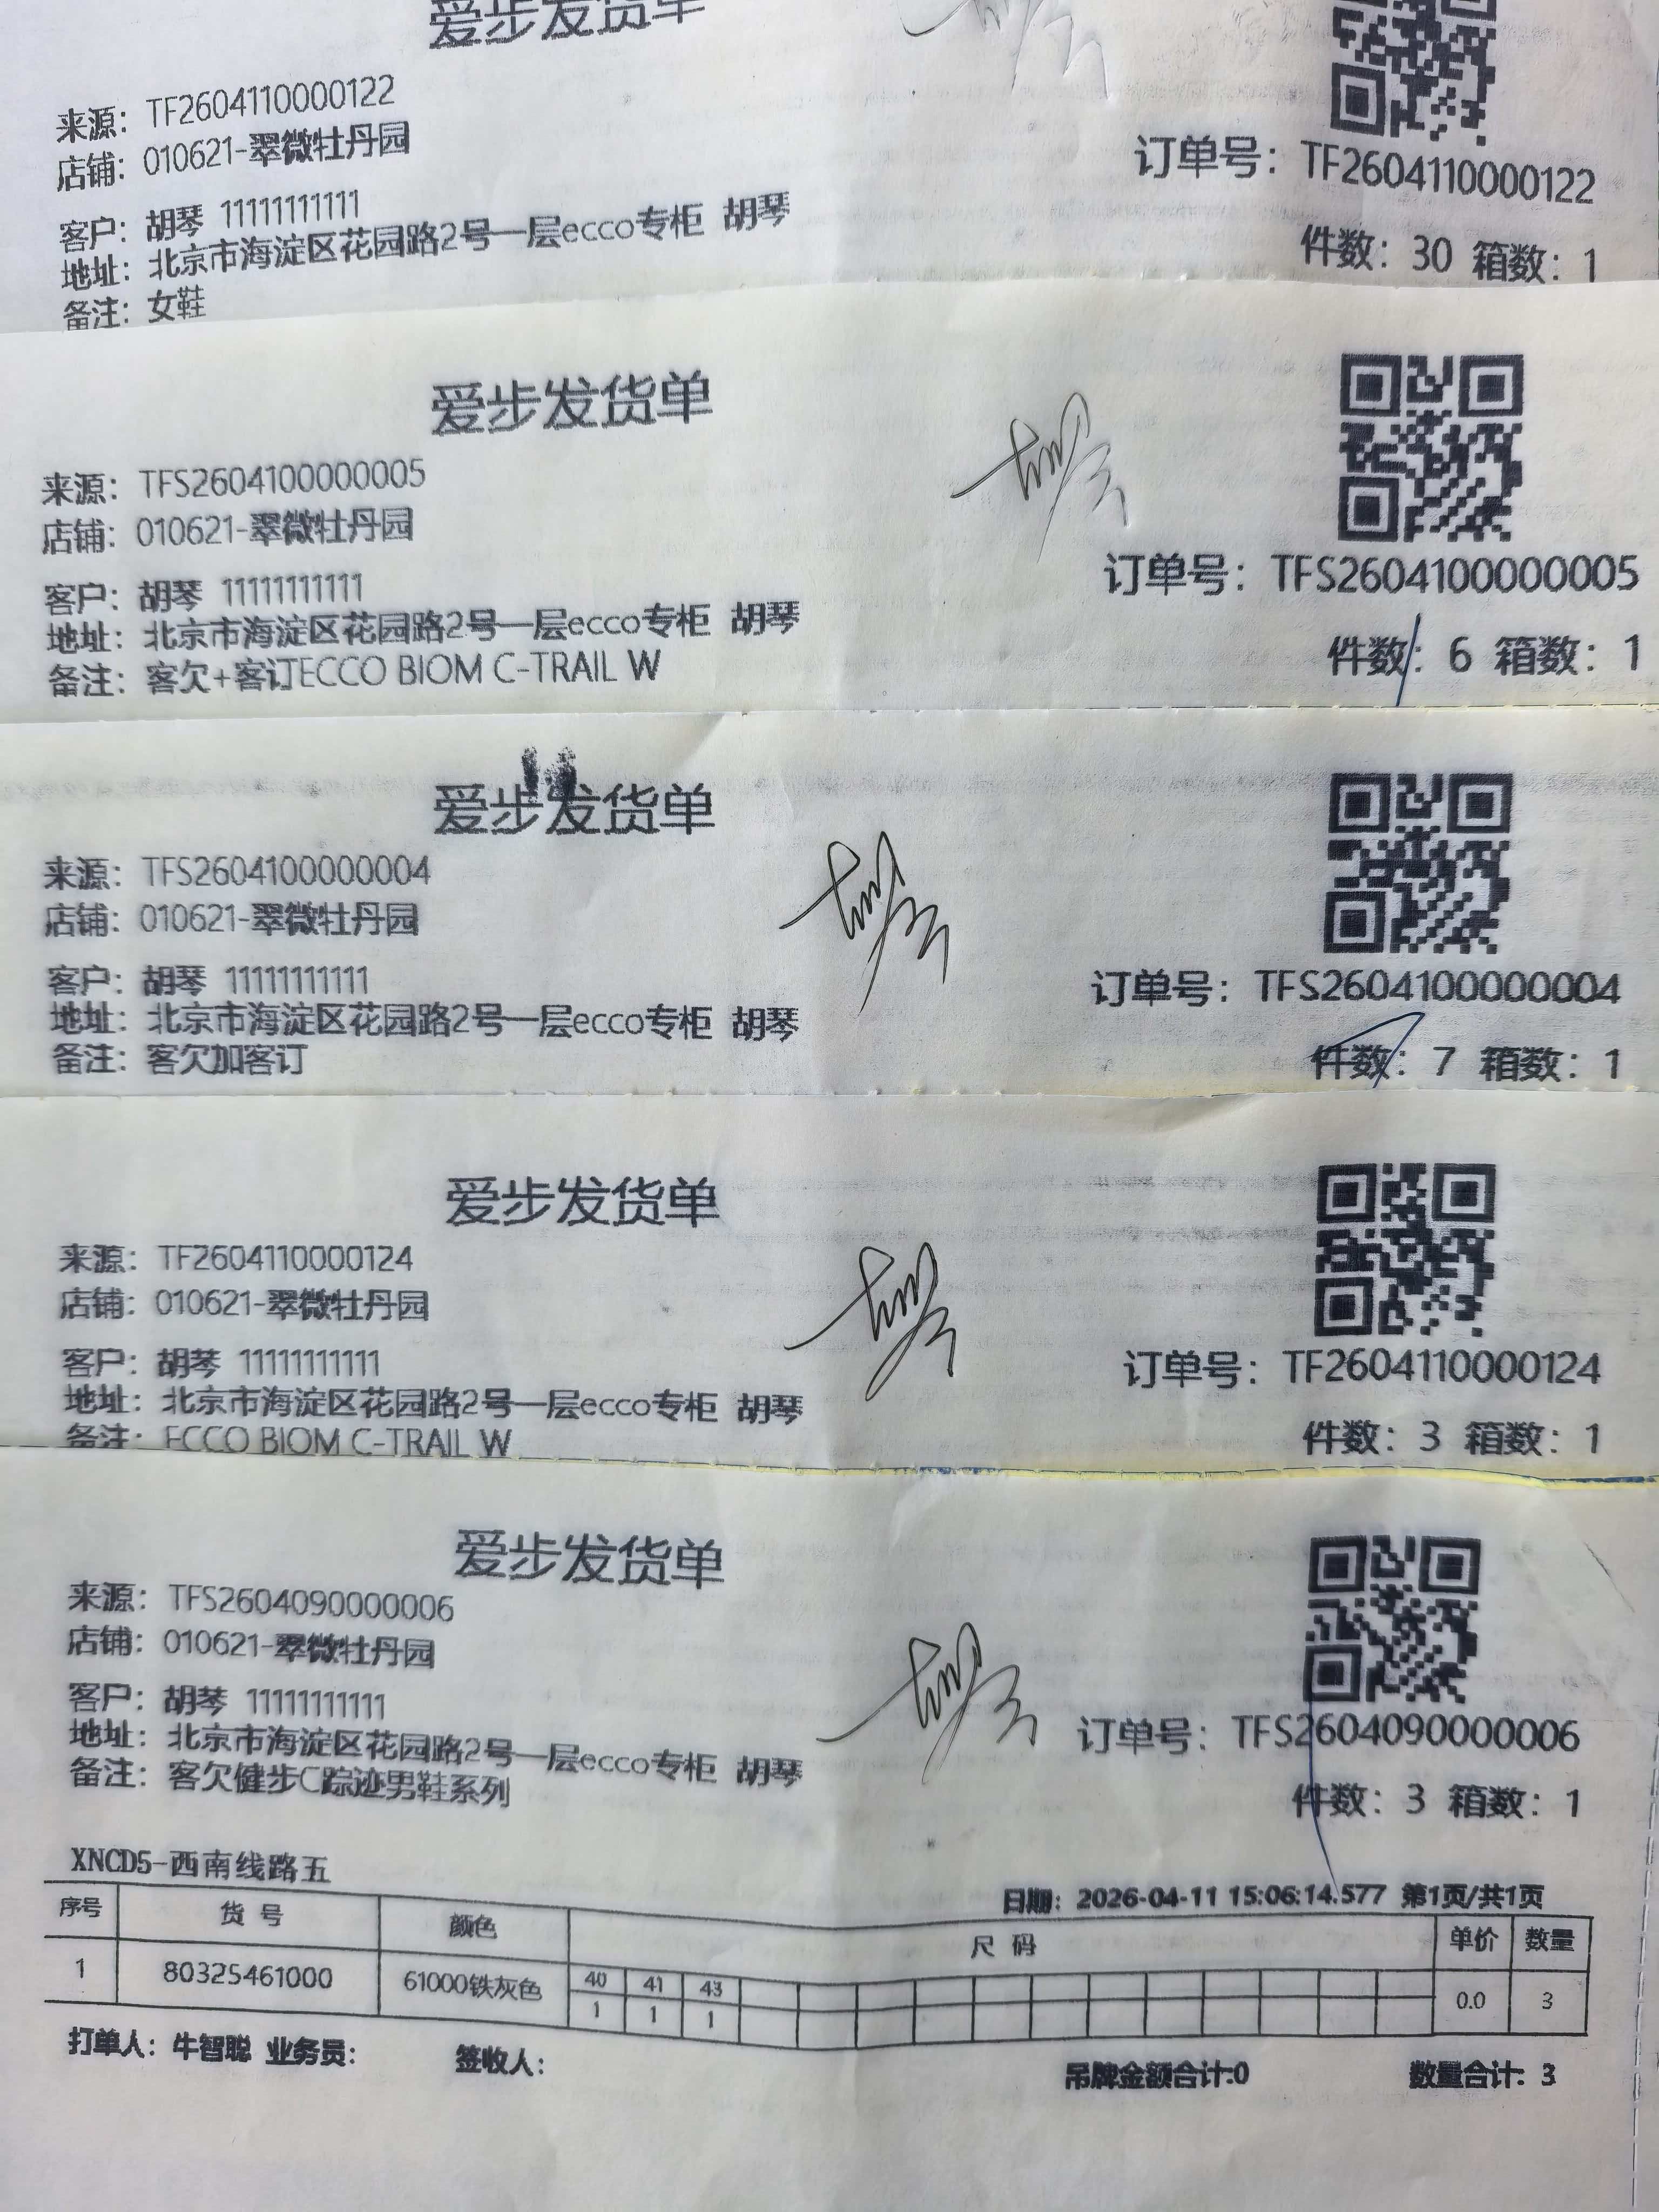 爱步发货单
来源：TF2604110000122
店铺：010621-翠微牡丹园
订单号：TF2604110000122
客户：胡琴 11111111111
地址：北京市海淀区花园路2号一层ecco专柜 胡琴
件数：30 箱数：1
备注：女鞋
爱步发货单
来源：TFS2604100000005
店铺：010621-翠微牡丹园
订单号：TFS2604100000005
客户：胡琴 11111111111
地址：北京市海淀区花园路2号一层ecco专柜 胡琴
件数：6 箱数：1
备注：客欠+客订ECCO BIOM C-TRAIL W
爱步发货单
来源：TFS2604100000004
店铺：010621-翠微牡丹园
客户：胡琴 11111111111
订单号：TFS2604100000004
地址：北京市海淀区花园路2号一层ecco专柜 胡琴
备注：客欠加客订
件数：7 箱数：1
爱步发货单
来源：TF2604110000124
店铺：010621-翠微牡丹园
客户：胡琴 11111111111
订单号：TF2604110000124
地址：北京市海淀区花园路2号一层ecco专柜 胡琴
备注：ECCO BIOM C-TRAIL W
件数：3 箱数：1
爱步发货单
来源：TFS2604090000006
店铺：010621-翠微牡丹园
客户：胡琴 11111111111
订单号：TFS2604090000006
地址：北京市海淀区花园路2号一层ecco专柜 胡琴
备注：客欠健步C踪迹男鞋系列
件数：3 箱数：1
XNCD5-西南线路五
日期：2026-04-11 15:06:14.577 第1页/共1页
序号 货号 颜色 尺码 单价 数量
1 80325461000 61000铁灰色 40 41 43 0.0 3
1 1 1
打单人：牛智聪 业务员： 签收人：
吊牌金额合计:0 数量合计：3